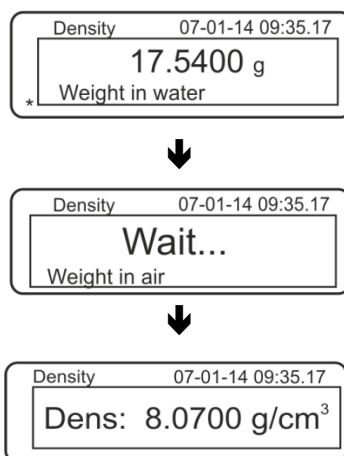 Density 07-01-14 09:35.17
17.5400 g
Weight in water
*
Density 07-01-14 09:35.17
Wait...
Weight in air
Density 07-01-14 09:35.17
Dens: 8.0700 g/cm³